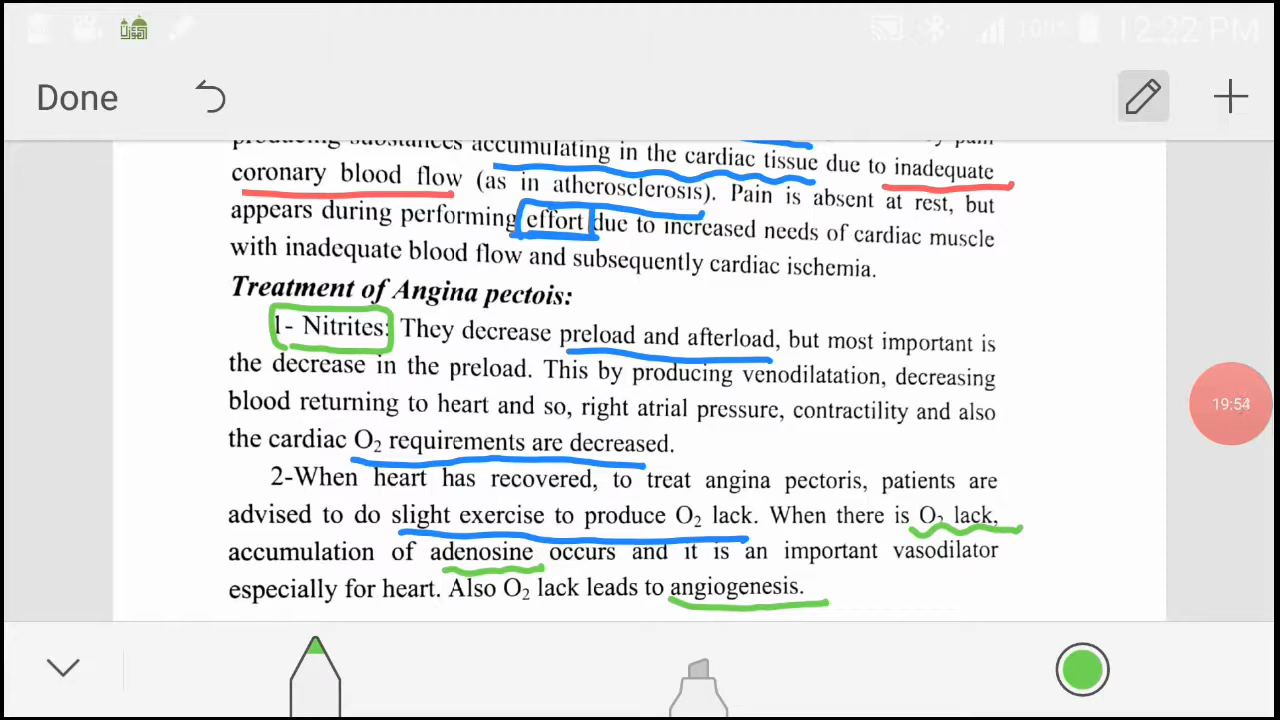 12:22 PM
Done
producing substances accumulating in the cardiac tissue due to inadequate
coronary blood flow (as in atherosclerosis). Pain is absent at rest, but
appears during performing effort due to increased needs of cardiac muscle
with inadequate blood flow and subsequently cardiac ischemia.
Treatment of Angina pectois:
1- Nitrites: They decrease preload and afterload, but most important is
the decrease in the preload. This by producing venodilatation, decreasing
blood returning to heart and so, right atrial pressure, contractility and also
the cardiac O₂ requirements are decreased.
19:54
2-When heart has recovered, to treat angina pectoris, patients are
advised to do slight exercise to produce O₂ lack. When there is O₂ lack,
accumulation of adenosine occurs and it is an important vasodilator
especially for heart. Also O₂ lack leads to angiogenesis.